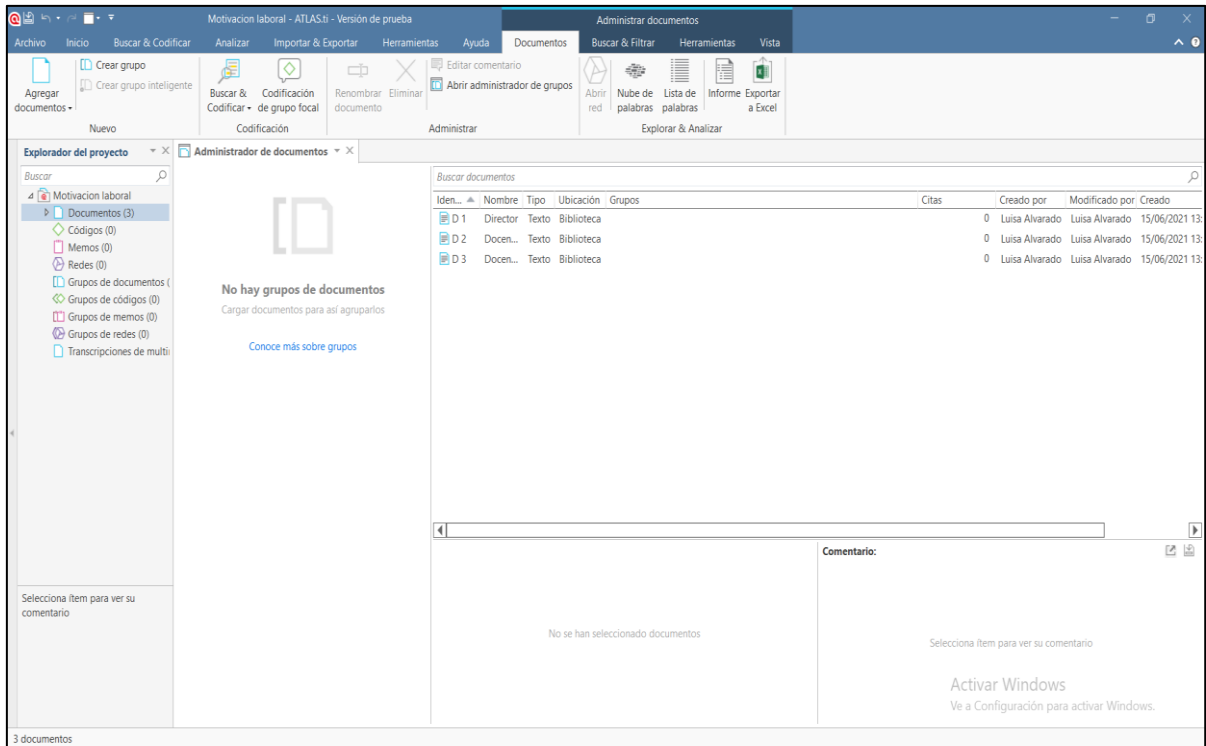 Motivacion laboral - ATLAS.ti - Versión de prueba
Administrar documentos
Archivo Inicio Buscar & Codificar Analizar Importar & Exportar Herramientas Ayuda Documentos Buscar & Filtrar Herramientas Vista
Agregar documentos
Crear grupo
Crear grupo inteligente
Nuevo
Buscar & Codificar
Codificación de grupo focal
Codificación
Renombrar documento
Eliminar
Editar comentario
Abrir administrador de grupos
Administrar
Abrir red
Nube de palabras
Lista de palabras
Informe
Exportar a Excel
Explorar & Analizar
Explorador del proyecto
Buscar
Motivacion laboral
Documentos (3)
Códigos (0)
Memos (0)
Redes (0)
Grupos de documentos (
Grupos de códigos (0)
Grupos de memos (0)
Grupos de redes (0)
Transcripciones de multi
Selecciona ítem para ver su
comentario
Administrador de documentos
No hay grupos de documentos
Cargar documentos para así agruparlos
Conoce más sobre grupos
Buscar documentos
Iden... Nombre Tipo Ubicación Grupos Citas Creado por Modificado por Creado
D 1 Director Texto Biblioteca 0 Luisa Alvarado Luisa Alvarado 15/06/2021 13:
D 2 Docen... Texto Biblioteca 0 Luisa Alvarado Luisa Alvarado 15/06/2021 13:
D 3 Docen... Texto Biblioteca 0 Luisa Alvarado Luisa Alvarado 15/06/2021 13:
No se han seleccionado documentos
Comentario:
Selecciona ítem para ver su comentario
Activar Windows
Ve a Configuración para activar Windows.
3 documentos